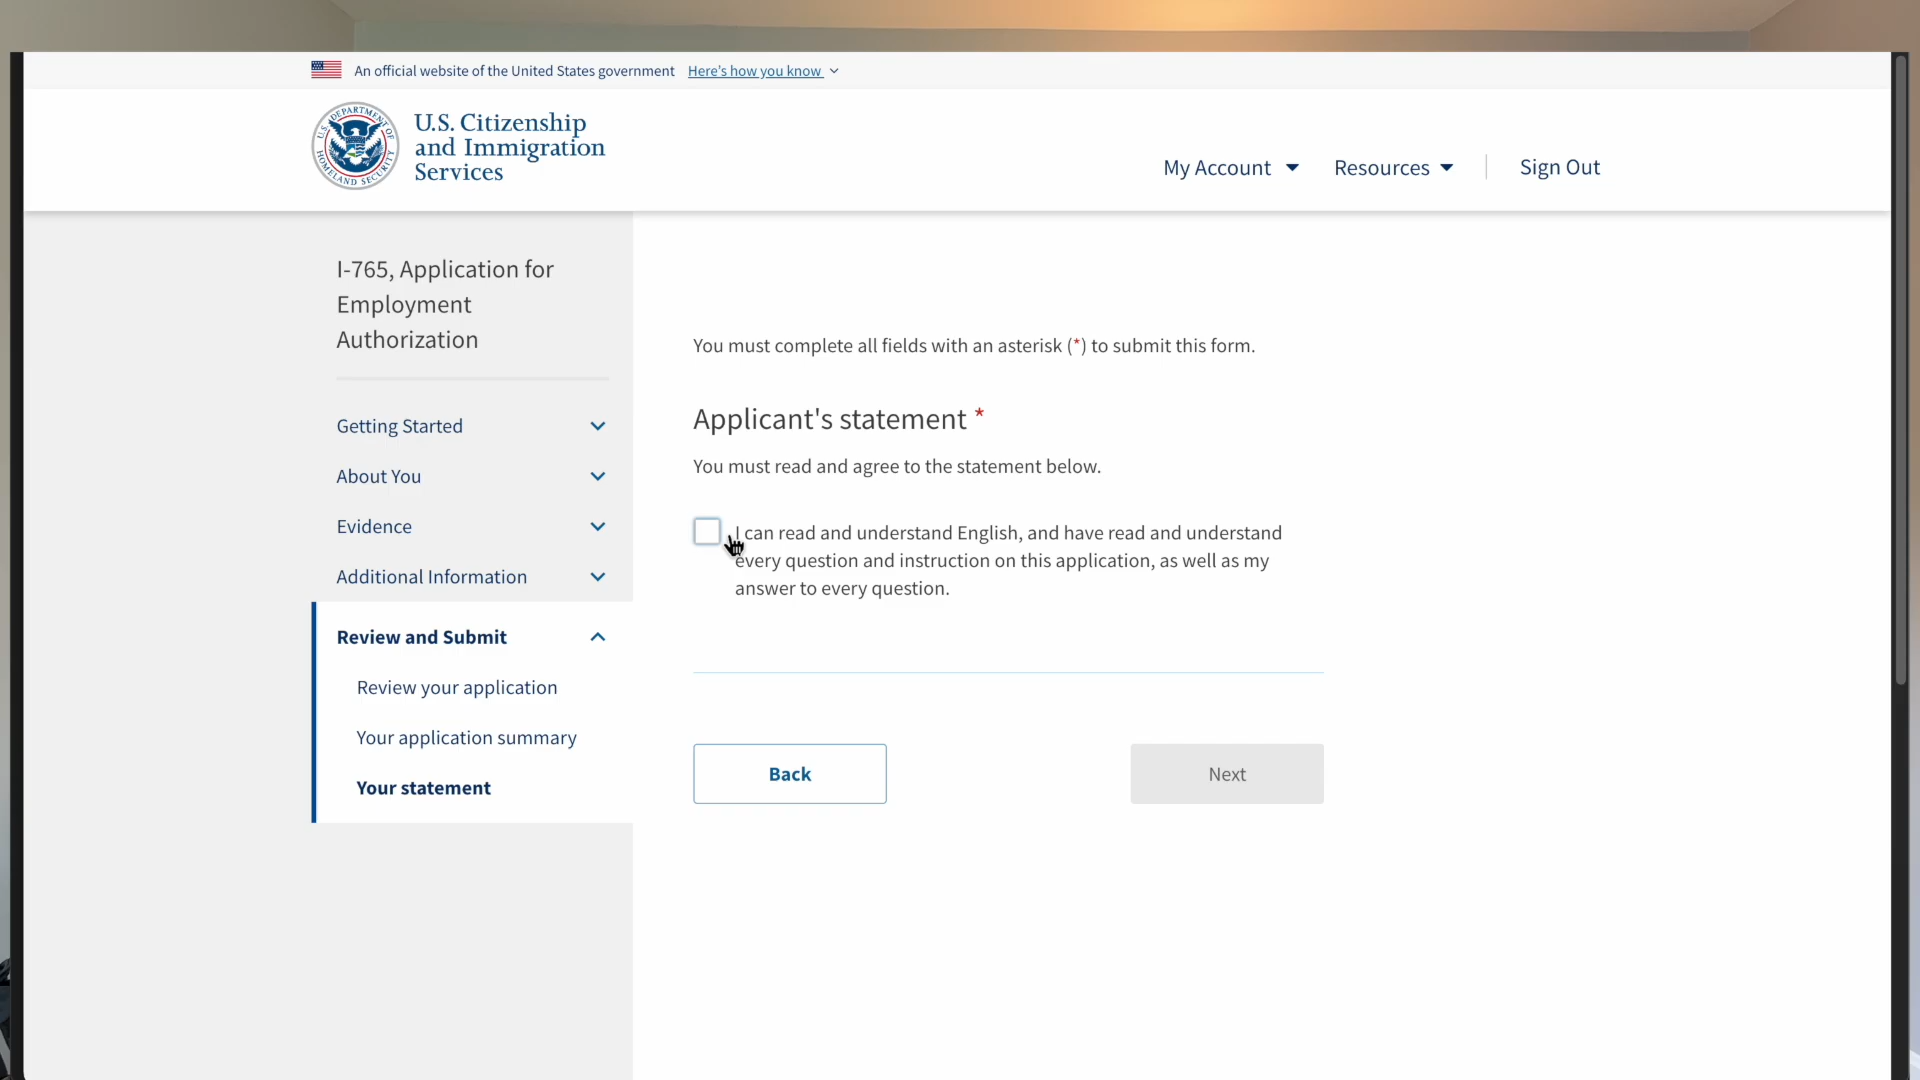 An official website of the United States government Here's how you know
U.S. DEPARTMENT OF HOMELAND SECURITY
U.S. Citizenship
and Immigration
Services
My Account
Resources
Sign Out
I-765, Application for
Employment
Authorization
Getting Started
About You
Evidence
Additional Information
Review and Submit
Review your application
Your application summary
Your statement
You must complete all fields with an asterisk (*) to submit this form.
Applicant's statement *
You must read and agree to the statement below.
I can read and understand English, and have read and understand
every question and instruction on this application, as well as my
answer to every question.
Back
Next